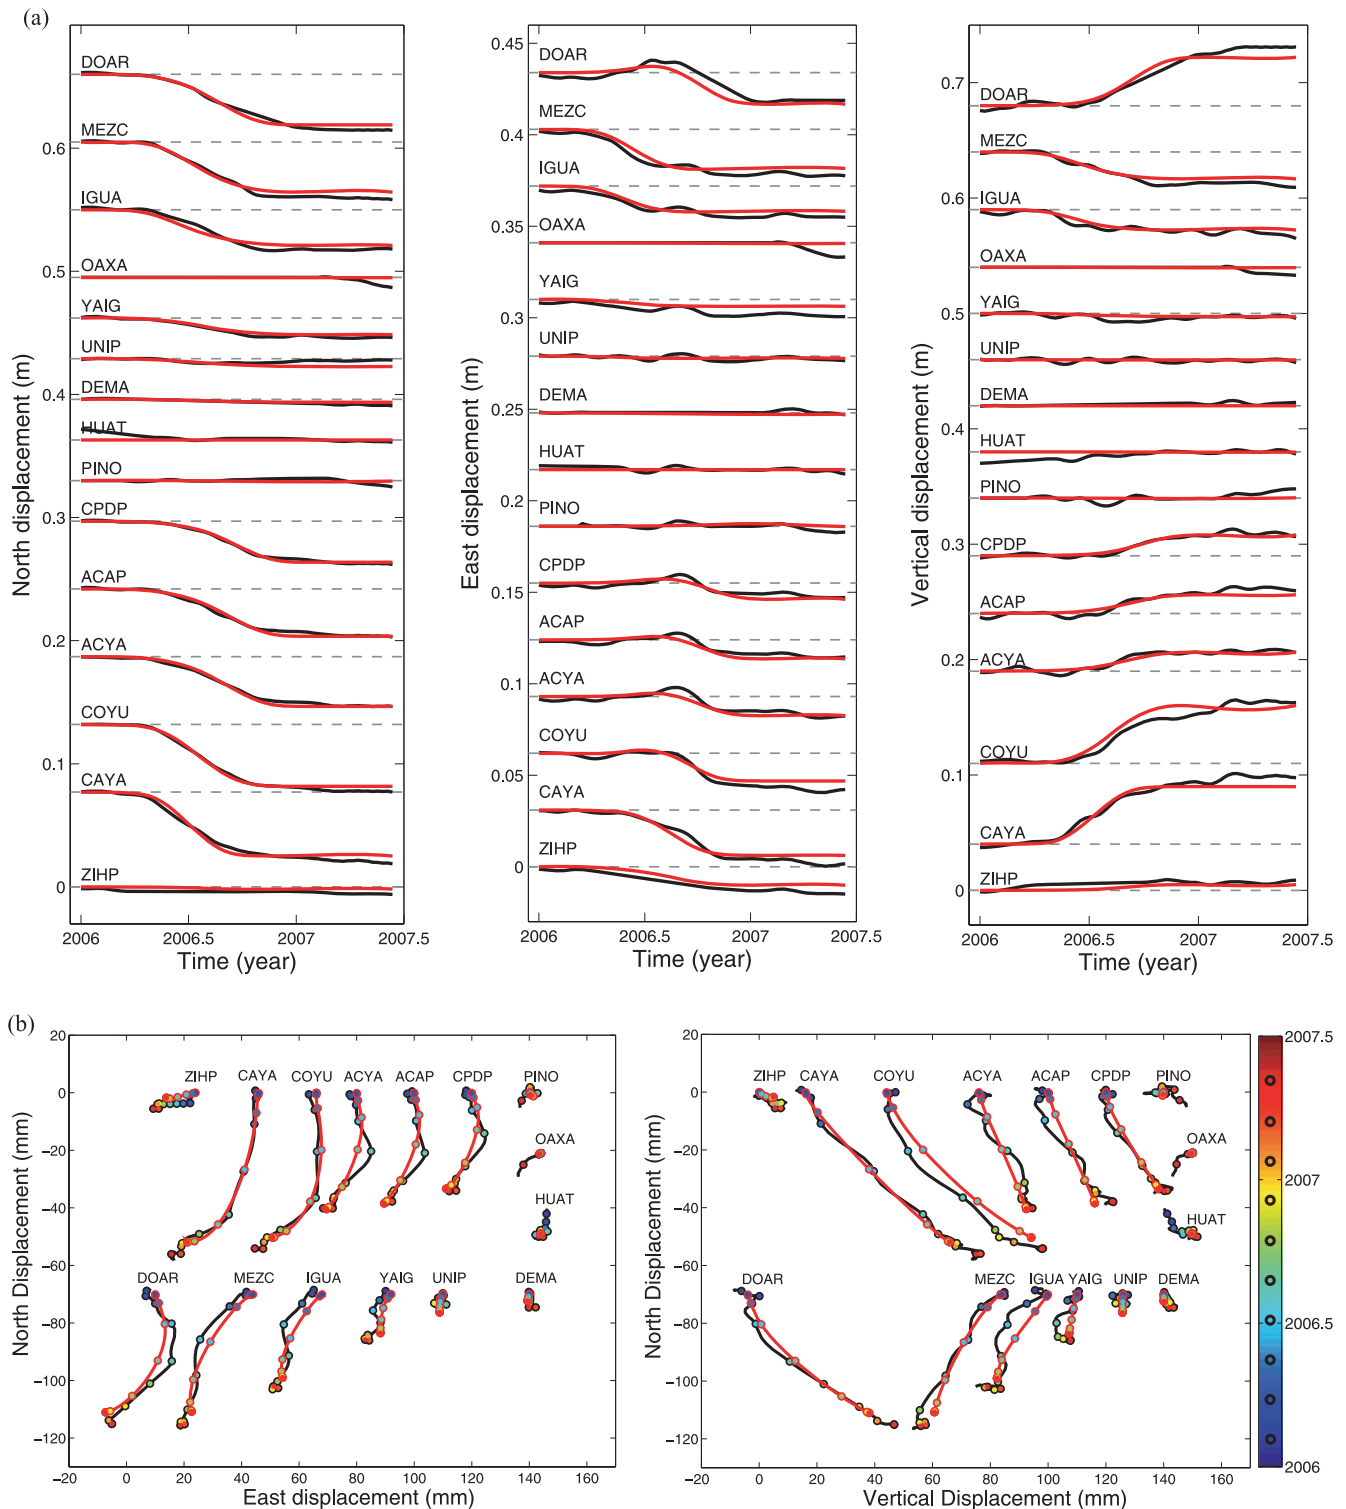 (a)
DOAR
MEZC
IGUA
OAXA
YAIG
UNIP
DEMA
HUAT
PINO
CPDP
ACAP
ACYA
COYU
CAYA
ZIHP
0.6
0.5
0.4
0.3
0.2
0.1
0
North displacement (m)
2006 2006.5 2007 2007.5
Time (year)
0.45
0.4
0.35
0.3
0.25
0.2
0.15
0.1
0.05
0
East displacement (m)
DOAR
MEZC
IGUA
OAXA
YAIG
UNIP
DEMA
HUAT
PINO
CPDP
ACAP
ACYA
COYU
CAYA
ZIHP
2006 2006.5 2007 2007.5
Time (year)
0.7
0.6
0.5
0.4
0.3
0.2
0.1
0
Vertical displacement (m)
DOAR
MEZC
IGUA
OAXA
YAIG
UNIP
DEMA
HUAT
PINO
CPDP
ACAP
ACYA
COYU
CAYA
ZIHP
2006 2006.5 2007 2007.5
Time (year)
(b)
20
0
−20
−40
−60
−80
−100
−120
North Displacement (mm)
ZIHP CAYA COYU ACYA ACAP CPDP PINO
OAXA
HUAT
DOAR MEZC IGUA YAIG UNIP DEMA
−20 0 20 40 60 80 100 120 140 160
East displacement (mm)
20
0
−20
−40
−60
−80
−100
−120
North Displacement (mm)
ZIHP CAYA COYU ACYA ACAP CPDP PINO
OAXA
HUAT
DOAR MEZC IGUA YAIG UNIP DEMA
−20 0 20 40 60 80 100 120 140 160
Vertical Displacement (mm)
2007.5
2007
2006.5
2006